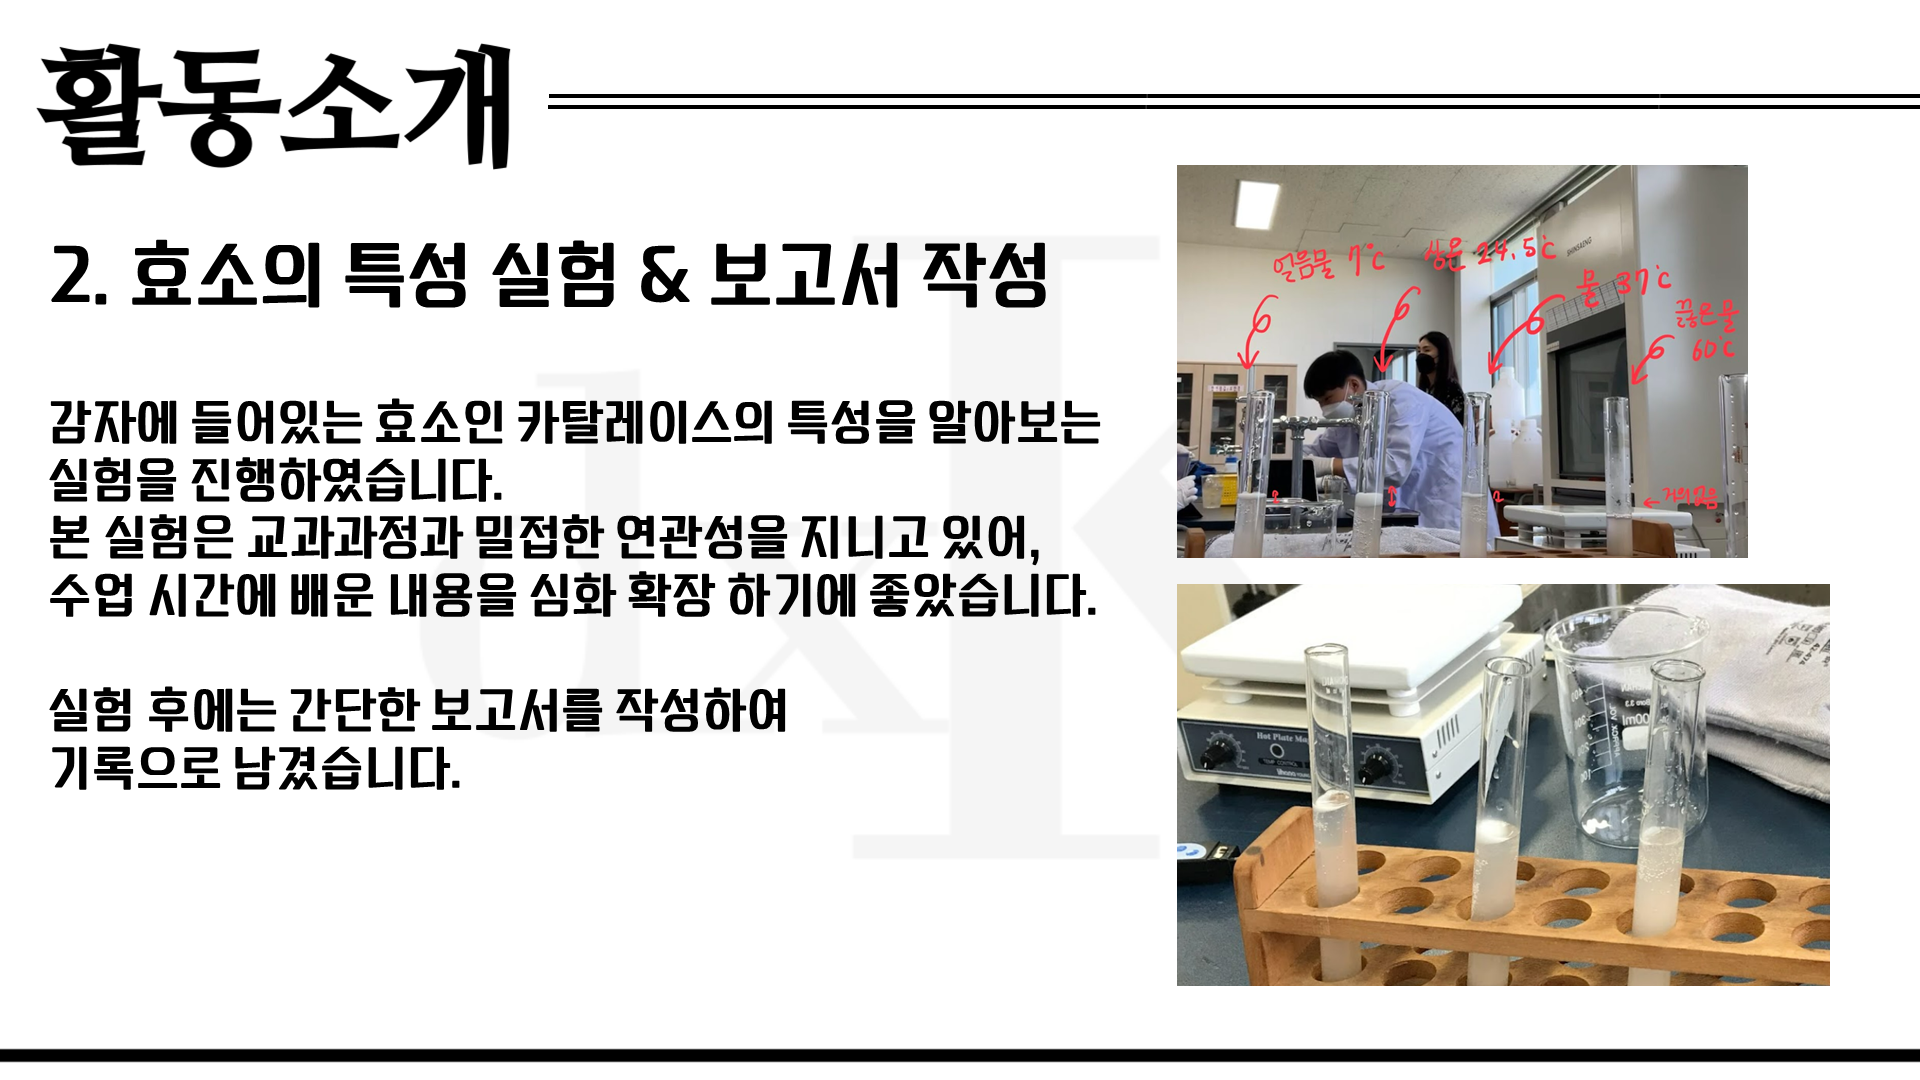 활동소개
2. 효소의 특성 실험 & 보고서 작성
감자에 들어있는 효소인 카탈레이스의 특성을 알아보는
실험을 진행하였습니다.
본 실험은 교과과정과 밀접한 연관성을 지니고 있어,
수업 시간에 배운 내용을 심화 확장 하기에 좋았습니다.
실험 후에는 간단한 보고서를 작성하여
기록으로 남겼습니다.
얼음물 7℃
상온 24.5℃
물 37℃
끓은물
60℃
← 거의 없음
SHINSAENG
Hot Plate
TEMP CONTROL